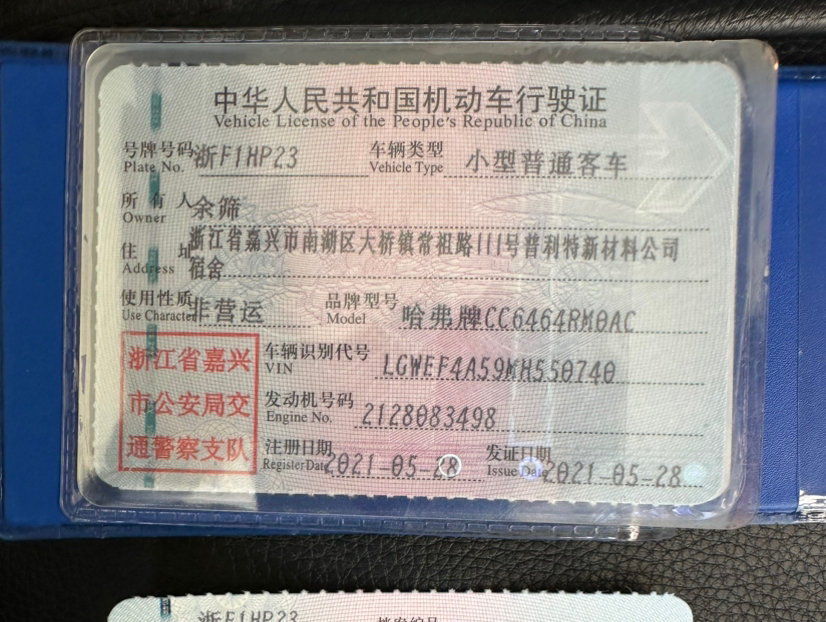 中华人民共和国机动车行驶证
Vehicle License of the People's Republic of China
号牌号码 浙F1HP23 车辆类型 小型普通客车
Plate No. Vehicle Type
所有人 余筛
Owner
住址 浙江省嘉兴市南湖区大桥镇常祖路111号普利特新材料公司
Address 宿舍
使用性质 非营运 品牌型号 哈弗牌CC6464RM0AC
Use Character Model
浙江省嘉兴
市公安局交
通警察支队
车辆识别代号 LGWEF4A59MH550740
VIN
发动机号码 2128083498
Engine No.
注册日期 2021-05-28 发证日期 2021-05-28
Register Date Issue Date
浙F1HP23 档案编号